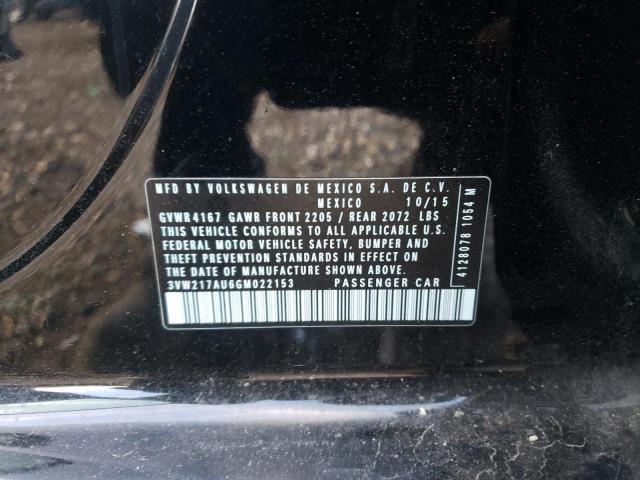 MFD BY VOLKSWAGEN DE MEXICO S.A. DE C.V.
MEXICO 10/15
GVWR4167 GAWR FRONT 2205 / REAR 2072 LBS
THIS VEHICLE CONFORMS TO ALL APPLICABLE U.S.
FEDERAL MOTOR VEHICLE SAFETY, BUMPER AND
THEFT PREVENTION STANDARDS IN EFFECT ON
THE DATE OF MANUFACTURE SHOWN ABOVE.
3VW217AU6GM022153 PASSENGER CAR
4128078 1054 M